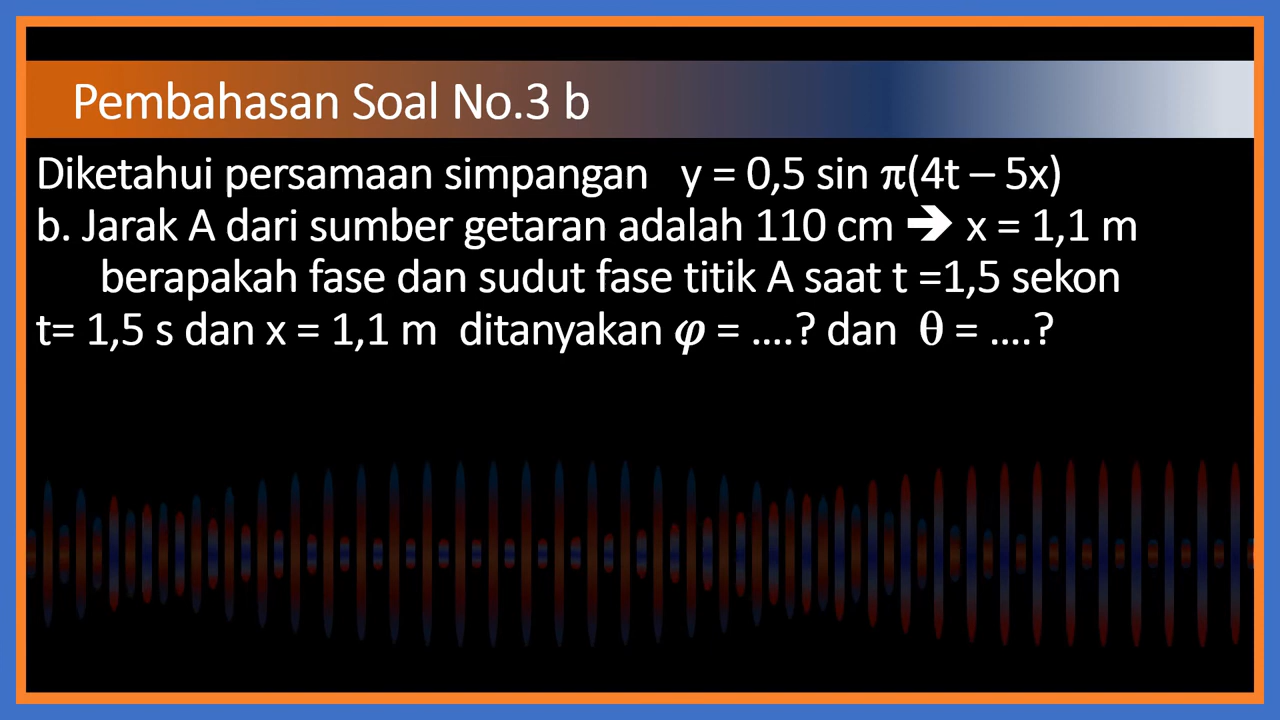 Pembahasan Soal No.3 b
Diketahui persamaan simpangan y = 0,5 sin π(4t – 5x)
b. Jarak A dari sumber getaran adalah 110 cm 🡺 x = 1,1 m
berapakah fase dan sudut fase titik A saat t =1,5 sekon
t= 1,5 s dan x = 1,1 m ditanyakan φ = ....? dan θ = ....?